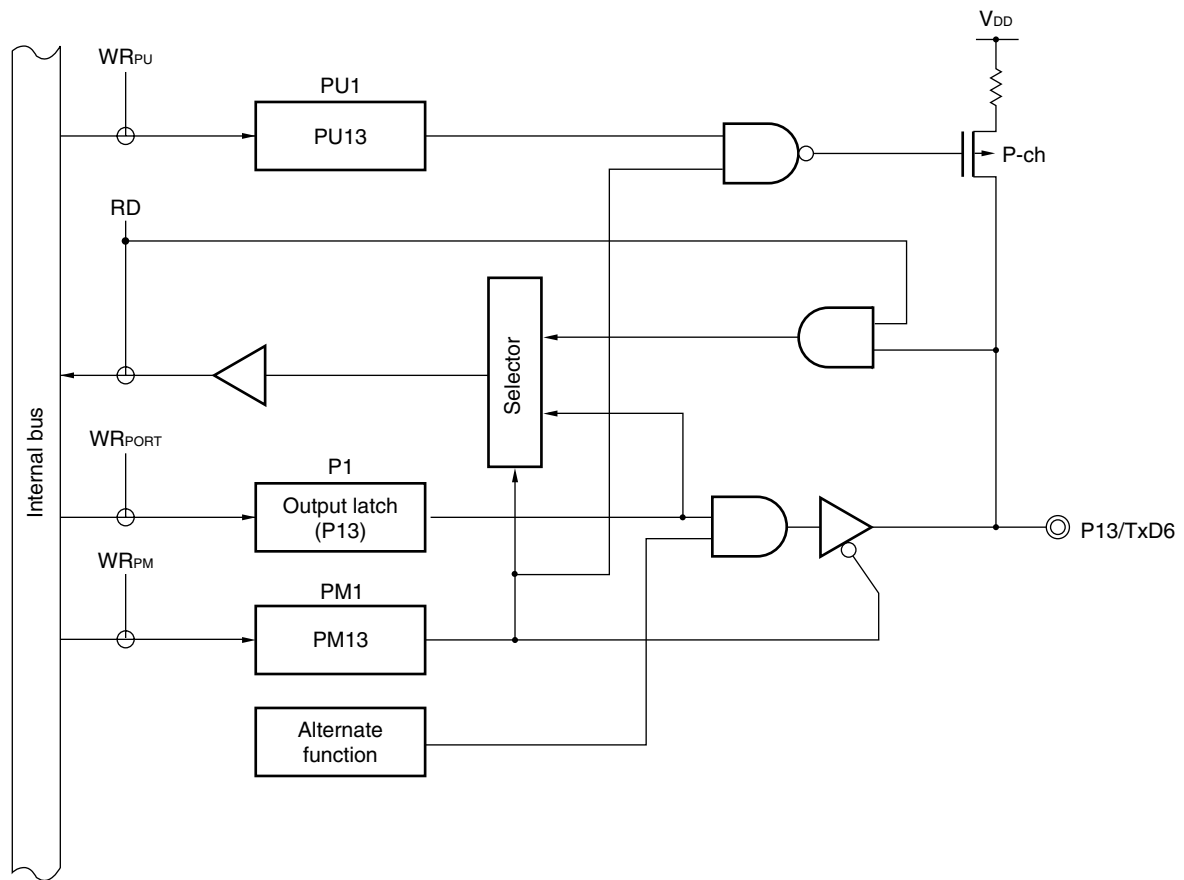 VDD
WRPU
PU1
PU13
P-ch
RD
Selector
Internal bus
WRPORT
P1
Output latch
(P13)
P13/TxD6
WRPM
PM1
PM13
Alternate
function